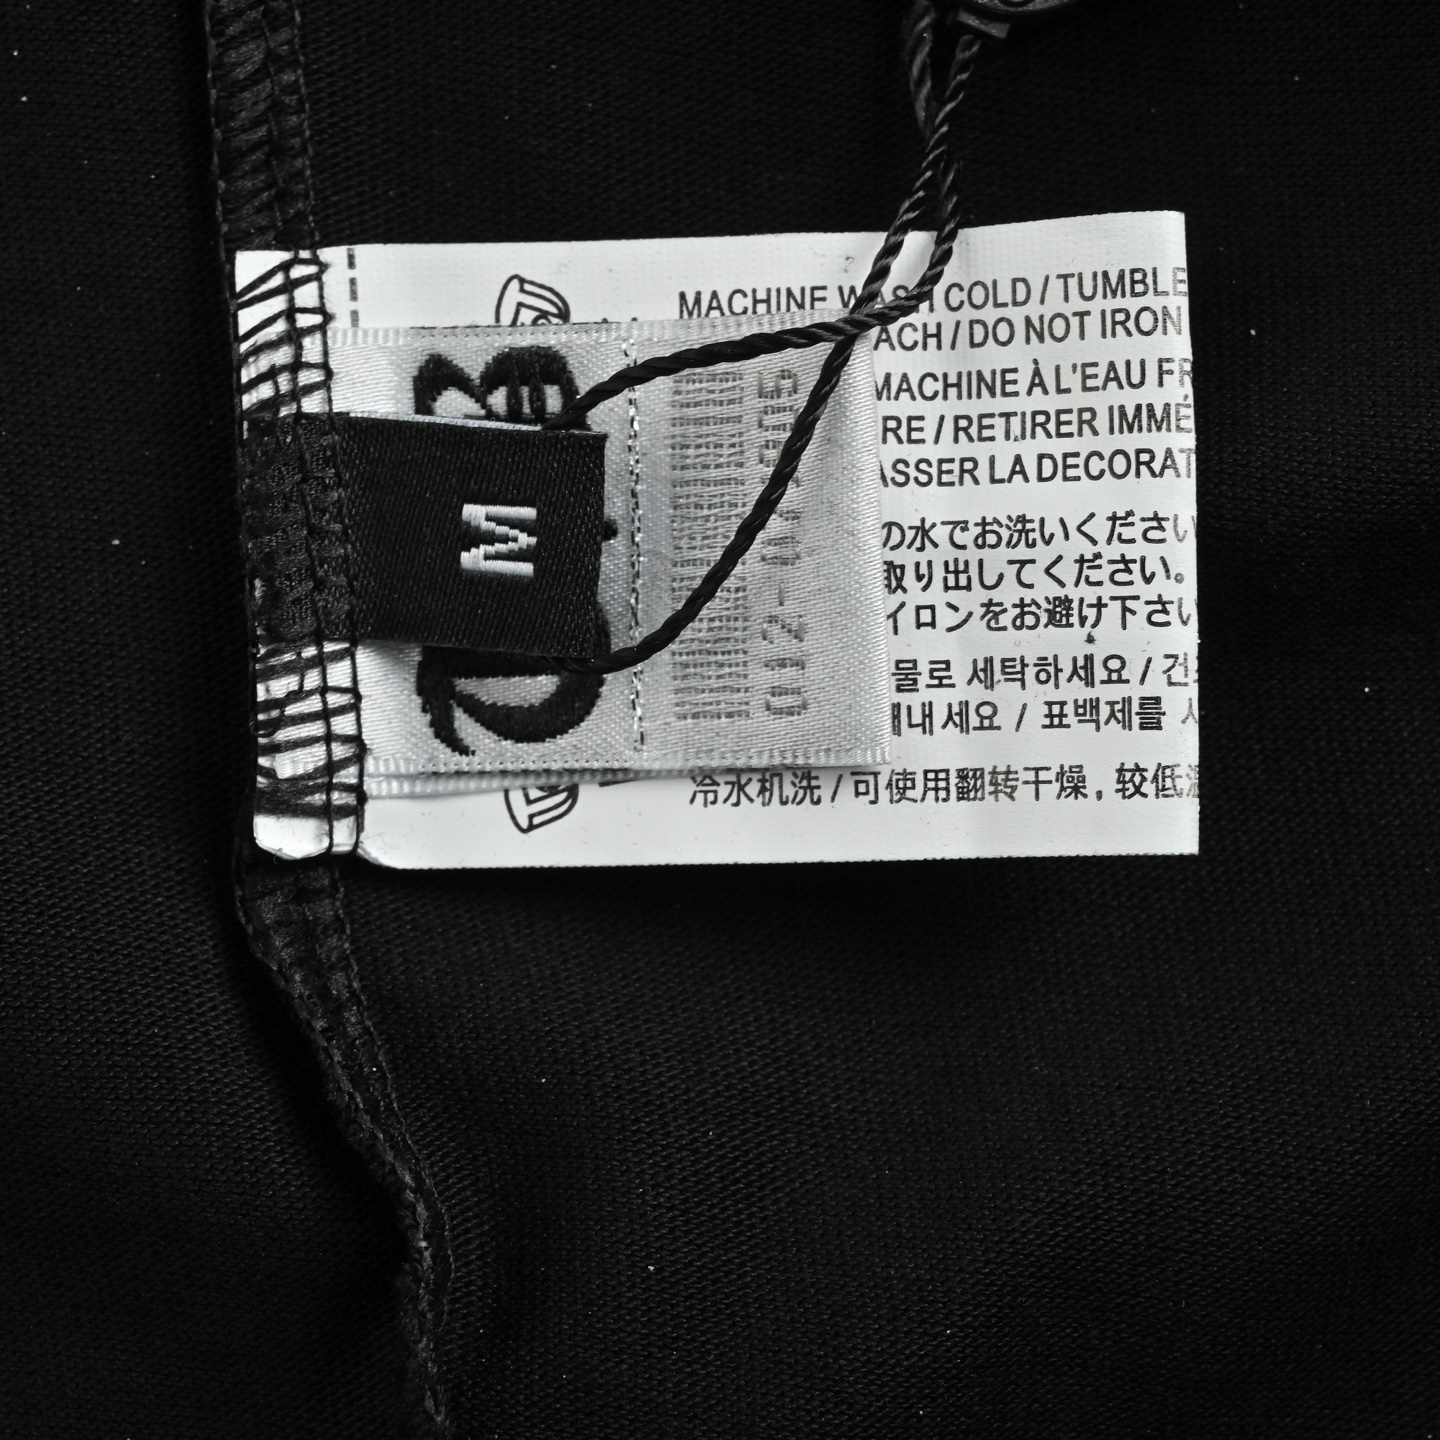 M
MACHINE WASH COLD / TUMBLE
ACH / DO NOT IRON
MACHINE À L'EAU FR
RE / RETIRER IMMÉ
ASSER LA DECORAT
の水でお洗いください
取り出してください。
イロンをお避け下さい
물로 세탁하세요 / 건
내세요 / 표백제를
冷水机洗 / 可使用翻转干燥, 较低